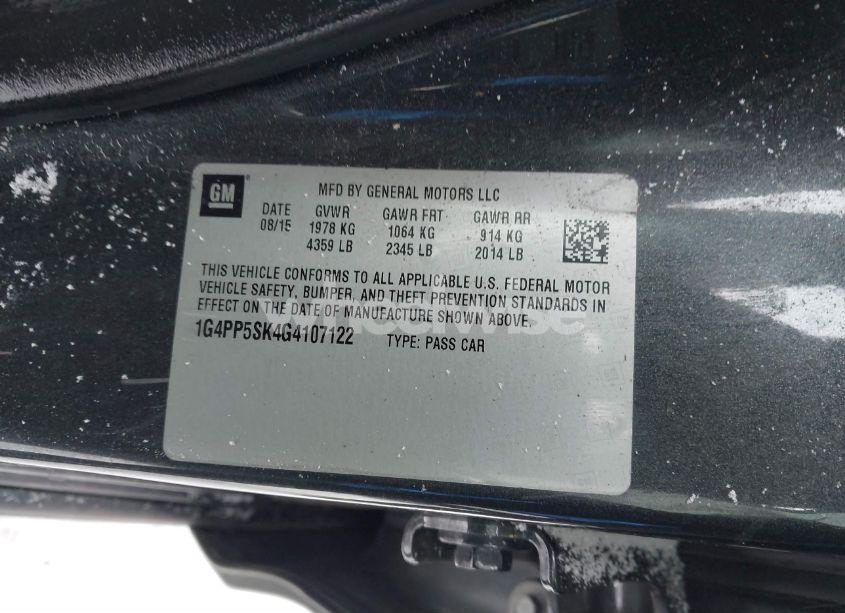 GM
MFD BY GENERAL MOTORS LLC
DATE GVWR GAWR FRT GAWR RR
08/15 1978 KG 1064 KG 914 KG
4359 LB 2345 LB 2014 LB
THIS VEHICLE CONFORMS TO ALL APPLICABLE U.S. FEDERAL MOTOR
VEHICLE SAFETY, BUMPER, AND THEFT PREVENTION STANDARDS IN
EFFECT ON THE DATE OF MANUFACTURE SHOWN ABOVE.
1G4PP5SK4G4107122 TYPE: PASS CAR